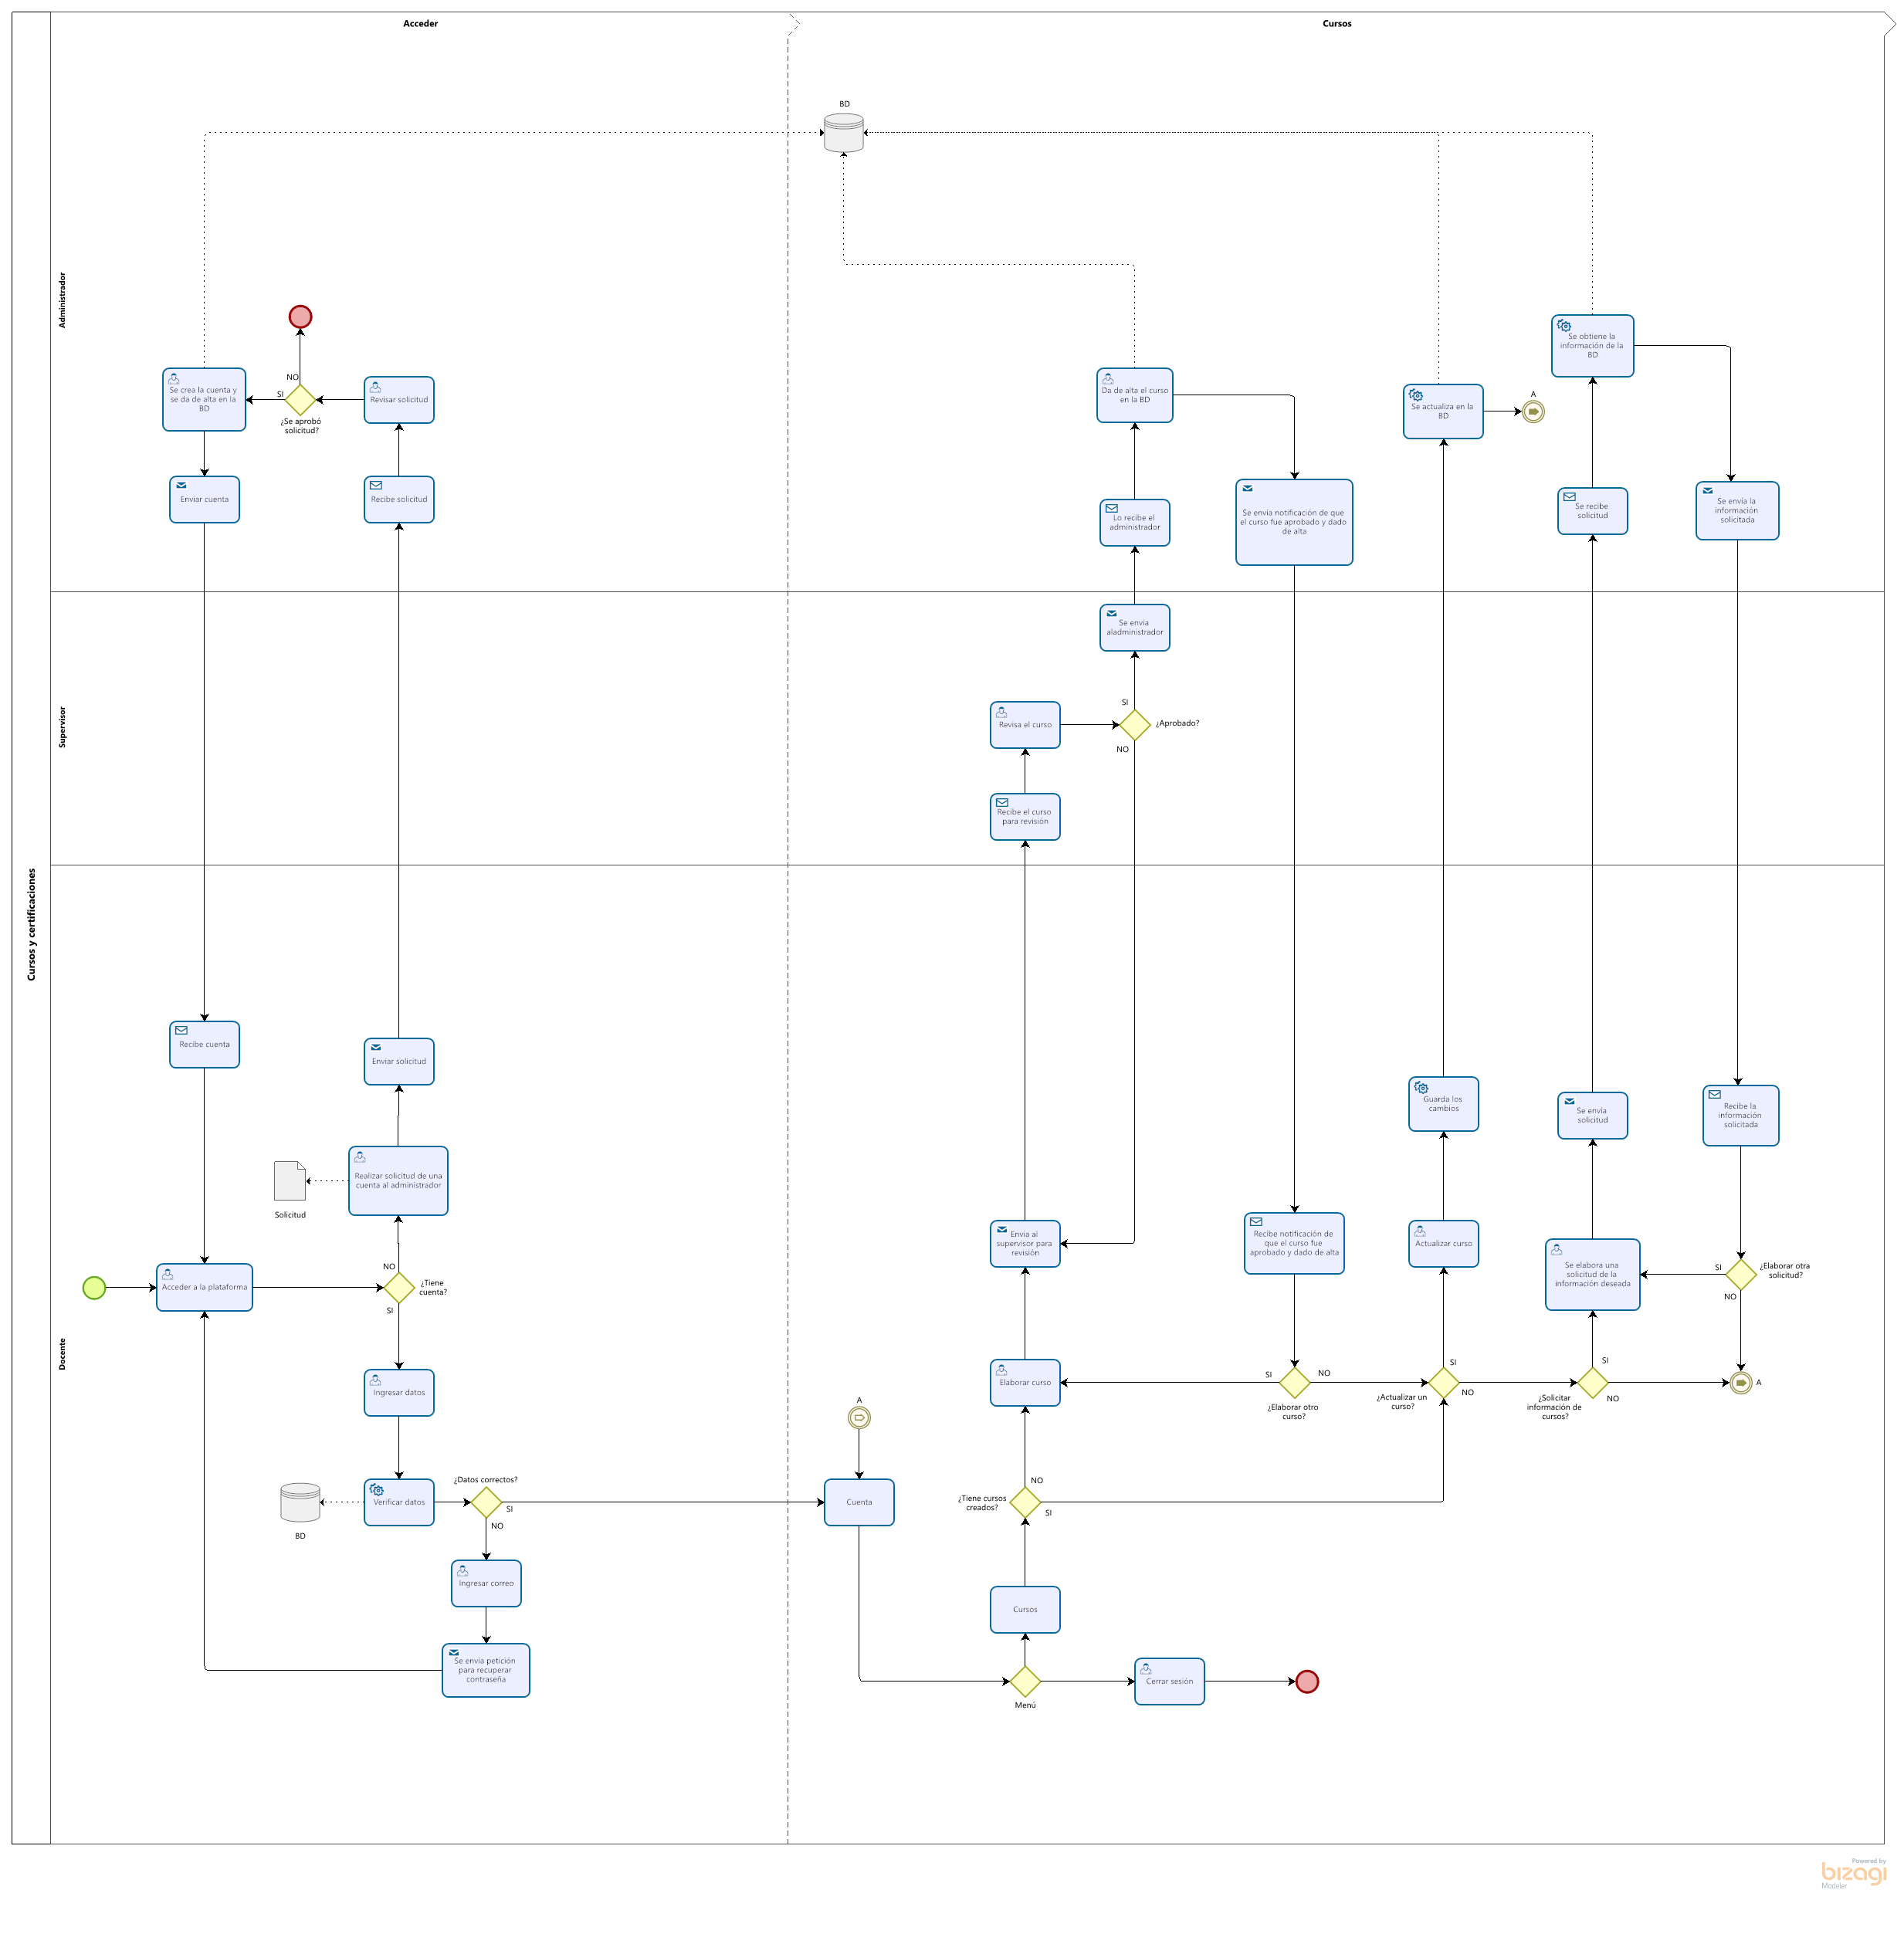 Acceder
Cursos
Cursos y certificaciones
Administrador
Supervisor
Docente
BD
NO
SI
¿Se aprobó
solicitud?
Se crea la cuenta y
se da de alta en la
BD
Revisar solicitud
Enviar cuenta
Recibe solicitud
Da de alta el curso
en la BD
Lo recibe el
administrador
Se envía notificación de que
el curso fue aprobado y dado
de alta
Se actualiza en la
BD
A
Se obtiene la
información de la
BD
Se recibe
solicitud
Se envía la
información
solicitada
Se envia
aladministrador
SI
Revisa el curso
¿Aprobado?
NO
Recibe el curso
para revisión
Recibe cuenta
Enviar solicitud
Realizar solicitud de una
cuenta al administrador
Solicitud
NO
Acceder a la plataforma
¿Tiene
cuenta?
SI
Ingresar datos
Verificar datos
BD
¿Datos correctos?
SI
NO
Ingresar correo
Se envia petición
para recuperar
contraseña
A
Cuenta
Envia al
supervisor para
revisión
Elaborar curso
NO
¿Tiene cursos
creados?
SI
Cursos
Menú
Cerrar sesión
Recibe notificación de
que el curso fue
aprobado y dado de alta
SI
NO
¿Elaborar otro
curso?
Guarda los
cambios
Actualizar curso
SI
¿Actualizar un
curso?
NO
Se envia
solicitud
Se elabora una
solicitud de la
información deseada
SI
¿Solicitar
información de
cursos?
NO
Recibe la
información
solicitada
SI
¿Elaborar otra
solicitud?
NO
A
Powered by
bizagi
Modeler